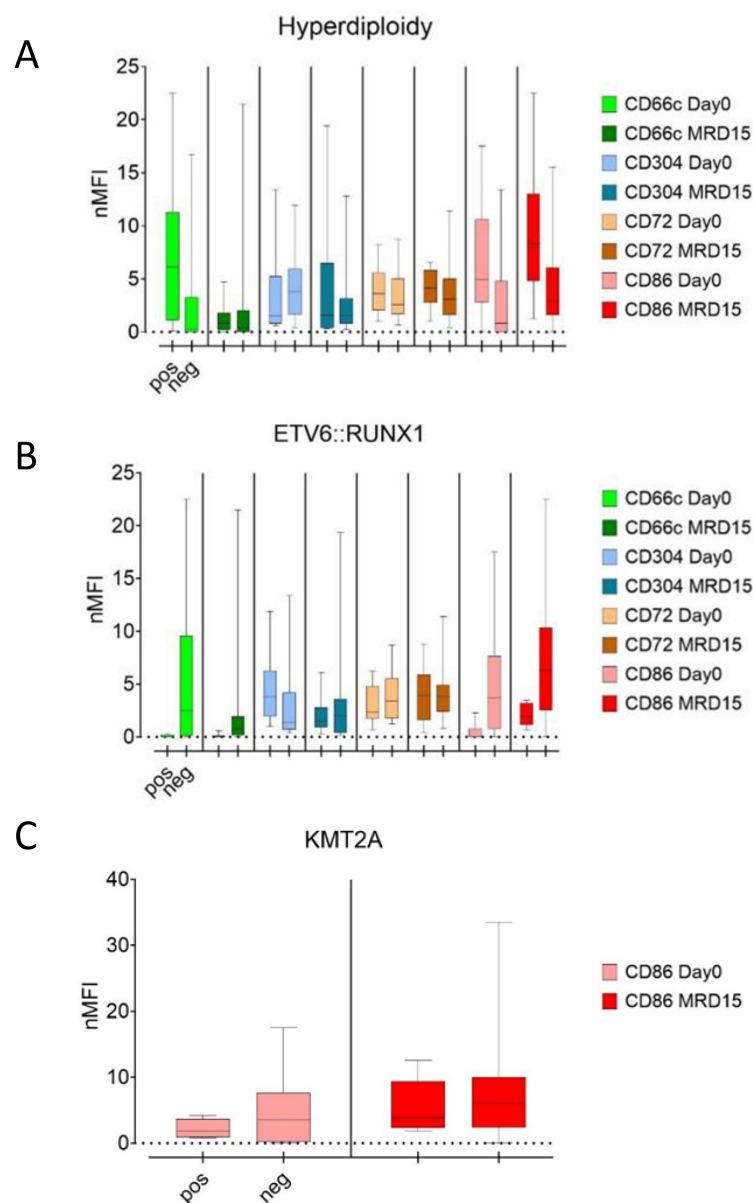 A
Hyperdiploidy
25
20
15
10
5
0
nMFI
pos
neg
CD66c Day0
CD66c MRD15
CD304 Day0
CD304 MRD15
CD72 Day0
CD72 MRD15
CD86 Day0
CD86 MRD15
B
ETV6::RUNX1
25
20
15
10
5
0
nMFI
pos
neg
CD66c Day0
CD66c MRD15
CD304 Day0
CD304 MRD15
CD72 Day0
CD72 MRD15
CD86 Day0
CD86 MRD15
C
KMT2A
40
30
20
10
0
nMFI
pos
neg
CD86 Day0
CD86 MRD15